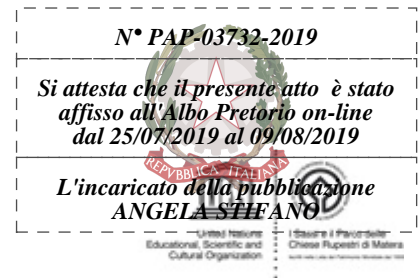 N° PAP-03732-2019
Si attesta che il presente atto è stato
affisso all'Albo Pretorio on-line
dal 25/07/2019 al 09/08/2019
L'incaricato della pubblicazione
ANGELA STIFANO
REPVBBLICA ITALIANA
United Nations
Educational, Scientific and
Cultural Organization
I Sassi e il Parco delle
Chiese Rupestri di Matera